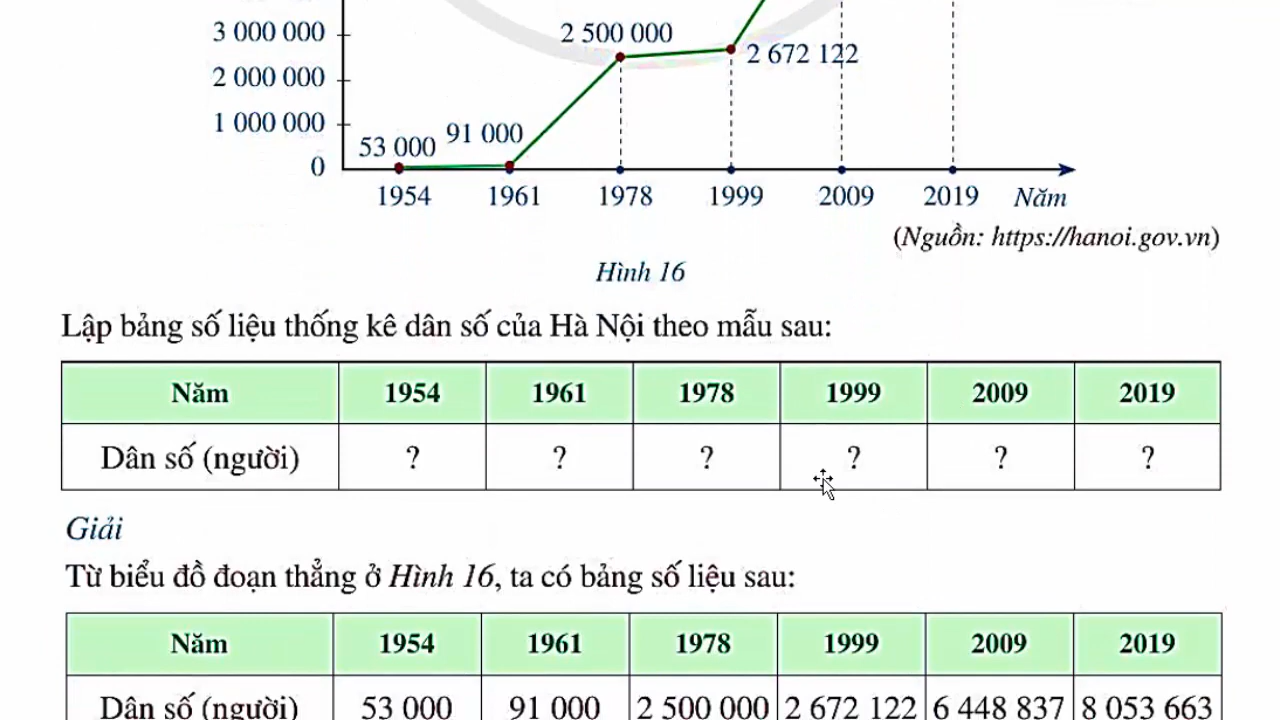 3 000 000
2 500 000
2 672 122
2 000 000
1 000 000
53 000
91 000
0
1954 1961 1978 1999 2009 2019 Năm
(Nguồn: https://hanoi.gov.vn)
Hình 16
Lập bảng số liệu thống kê dân số của Hà Nội theo mẫu sau:
Năm 1954 1961 1978 1999 2009 2019
Dân số (người) ? ? ? ? ? ?
Giải
Từ biểu đồ đoạn thẳng ở Hình 16, ta có bảng số liệu sau:
Năm 1954 1961 1978 1999 2009 2019
Dân số (người) 53 000 91 000 2 500 000 2 672 122 6 448 837 8 053 663